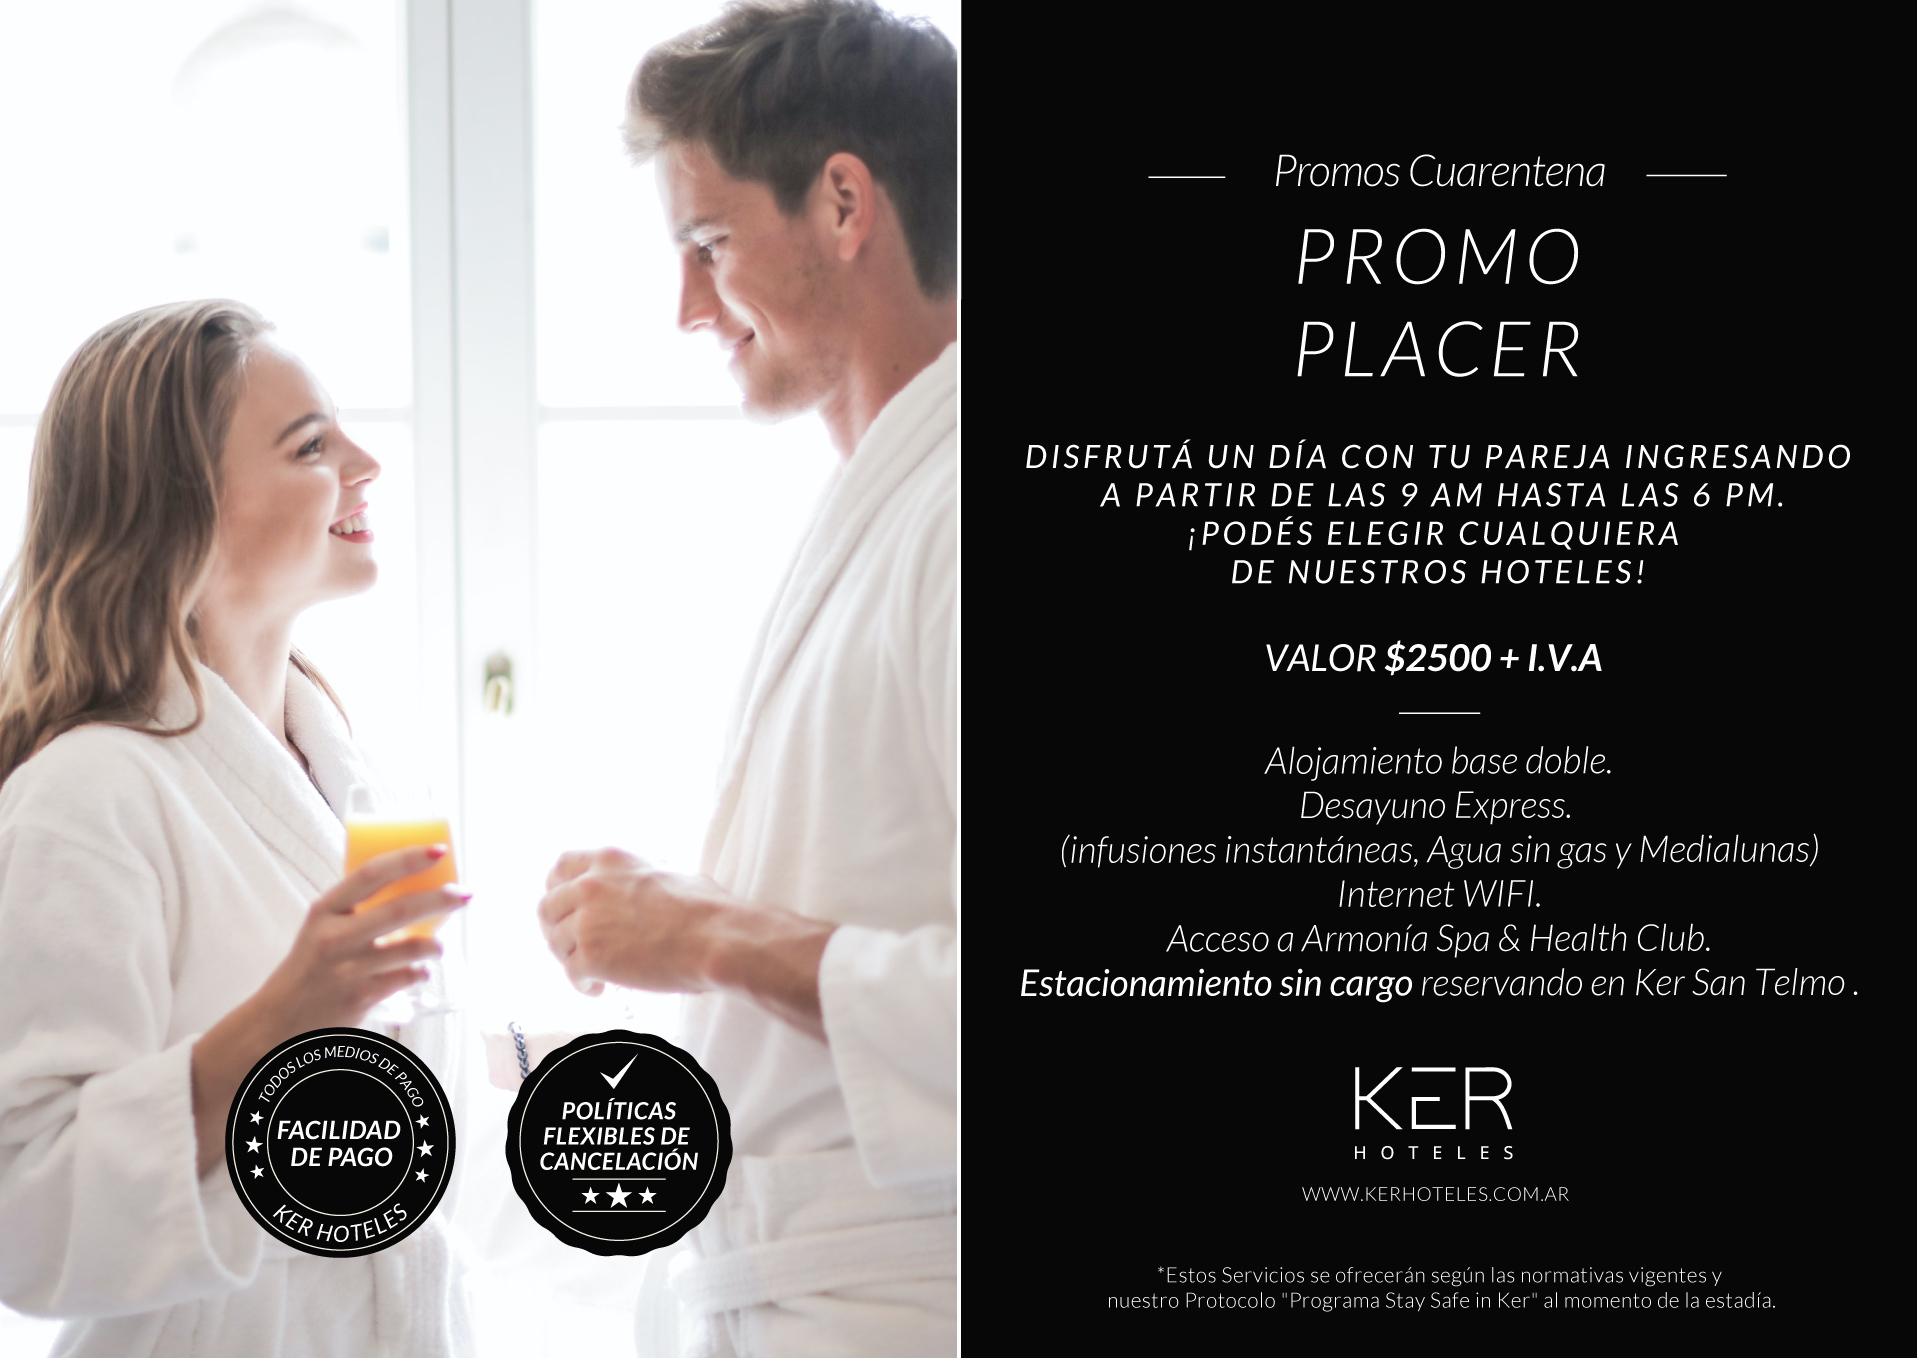 Promos Cuarentena
PROMO
PLACER
DISFRUTÁ UN DÍA CON TU PAREJA INGRESANDO
A PARTIR DE LAS 9 AM HASTA LAS 6 PM.
¡PODÉS ELEGIR CUALQUIERA
DE NUESTROS HOTELES!
VALOR $2500 + I.V.A
Alojamiento base doble.
Desayuno Express.
(infusiones instantáneas, Agua sin gas y Medialunas)
Internet WIFI.
Acceso a Armonía Spa & Health Club.
Estacionamiento sin cargo reservando en Ker San Telmo .
KER
HOTELES
WWW.KERHOTELES.COM.AR
*Estos Servicios se ofrecerán según las normativas vigentes y
nuestro Protocolo "Programa Stay Safe in Ker" al momento de la estadía.
TODOS LOS MEDIOS DE PAGO
FACILIDAD
DE PAGO
KER HOTELES
POLÍTICAS
FLEXIBLES DE
CANCELACIÓN